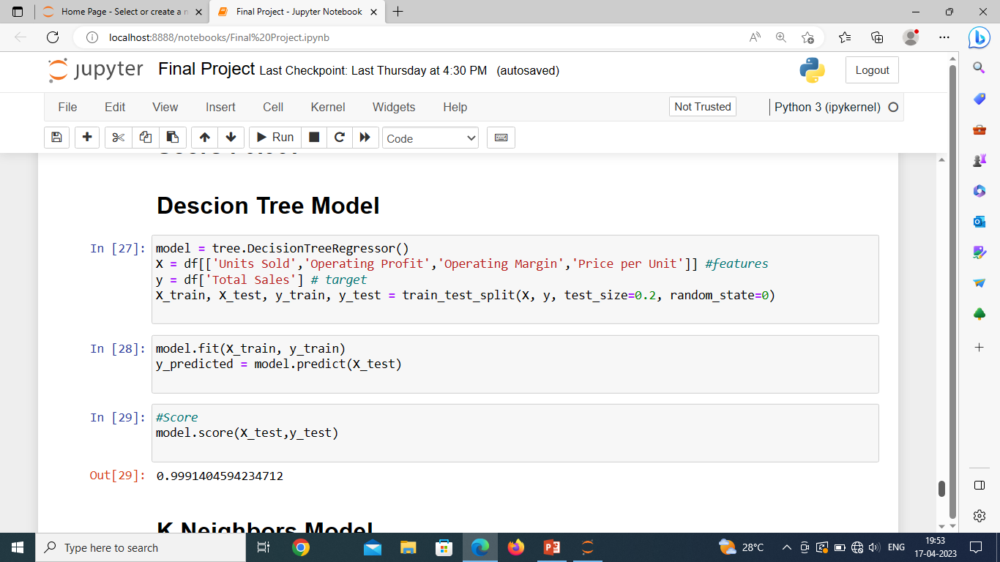 Home Page - Select or create a n
Final Project - Jupyter Notebook
localhost:8888/notebooks/Final%20Project.ipynb
jupyter Final Project Last Checkpoint: Last Thursday at 4:30 PM (autosaved)
Logout
File Edit View Insert Cell Kernel Widgets Help
Not Trusted
Python 3 (ipykernel)
Run
Code
Descion Tree Model
In [27]: model = tree.DecisionTreeRegressor()
X = df[['Units Sold','Operating Profit','Operating Margin','Price per Unit']] #features
y = df['Total Sales'] # target
X_train, X_test, y_train, y_test = train_test_split(X, y, test_size=0.2, random_state=0)
In [28]: model.fit(X_train, y_train)
y_predicted = model.predict(X_test)
In [29]: #Score
model.score(X_test,y_test)
Out[29]: 0.9991404594234712
K Neighbors Model
Type here to search
28°C
ENG
19:53
17-04-2023